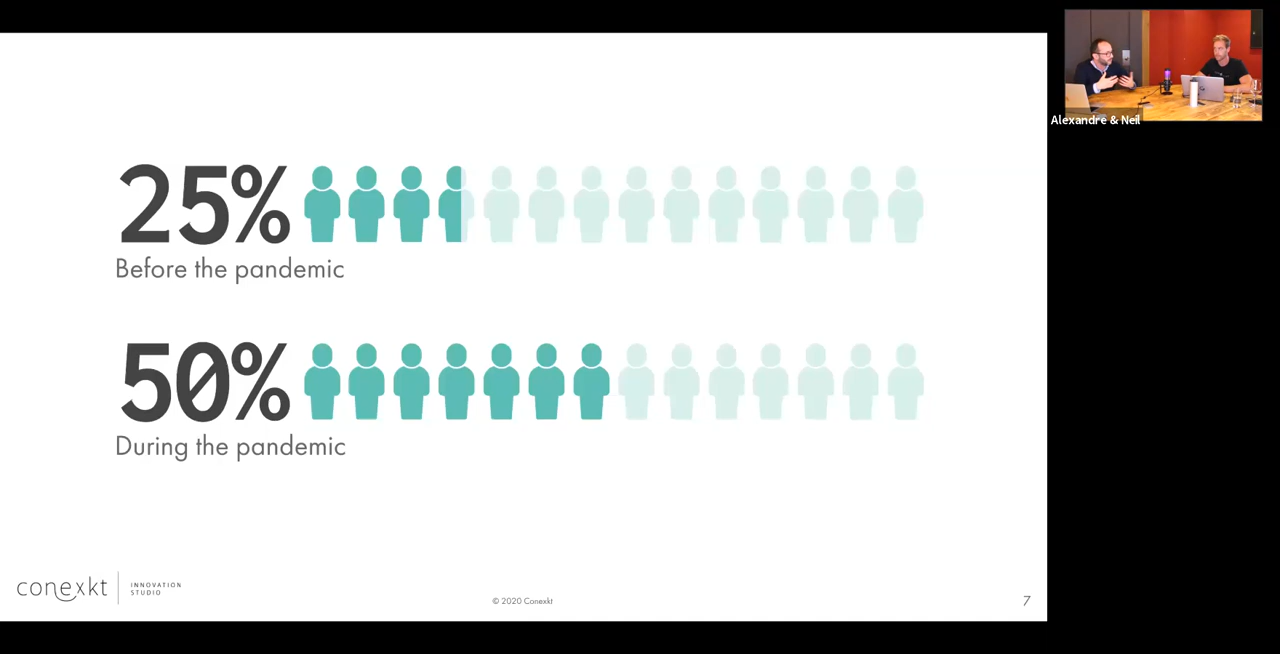 Alexandre & Neil
25%
Before the pandemic
50%
During the pandemic
conexkt
INNOVATION
STUDIO
© 2020 Conexkt
7